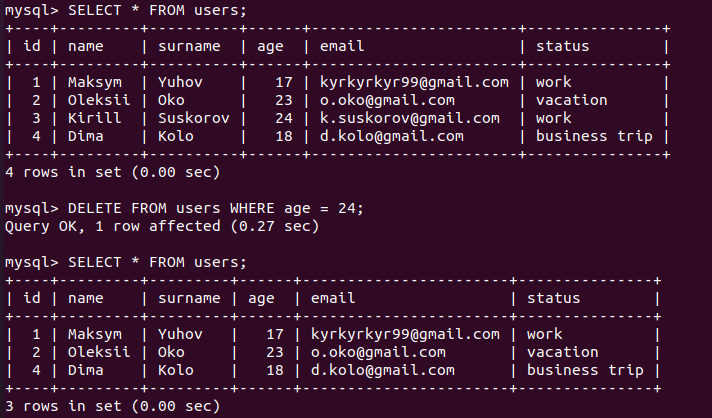 mysql> SELECT * FROM users;
+----+---------+----------+------+----------------------+---------------+
| id | name    | surname  | age  | email                | status        |
+----+---------+----------+------+----------------------+---------------+
|  1 | Maksym  | Yuhov    |   17 | kyrkyrkyr99@gmail.com | work          |
|  2 | Oleksii | Oko      |   23 | o.oko@gmail.com       | vacation      |
|  3 | Kirill  | Suskorov |   24 | k.suskorov@gmail.com  | work          |
|  4 | Dima    | Kolo     |   18 | d.kolo@gmail.com      | business trip |
+----+---------+----------+------+----------------------+---------------+
4 rows in set (0.00 sec)
mysql> DELETE FROM users WHERE age = 24;
Query OK, 1 row affected (0.27 sec)
mysql> SELECT * FROM users;
+----+---------+---------+------+-----------------------+---------------+
| id | name    | surname | age  | email                 | status        |
+----+---------+---------+------+-----------------------+---------------+
|  1 | Maksym  | Yuhov   |   17 | kyrkyrkyr99@gmail.com | work          |
|  2 | Oleksii | Oko     |   23 | o.oko@gmail.com       | vacation      |
|  4 | Dima    | Kolo    |   18 | d.kolo@gmail.com      | business trip |
+----+---------+---------+------+-----------------------+---------------+
3 rows in set (0.00 sec)